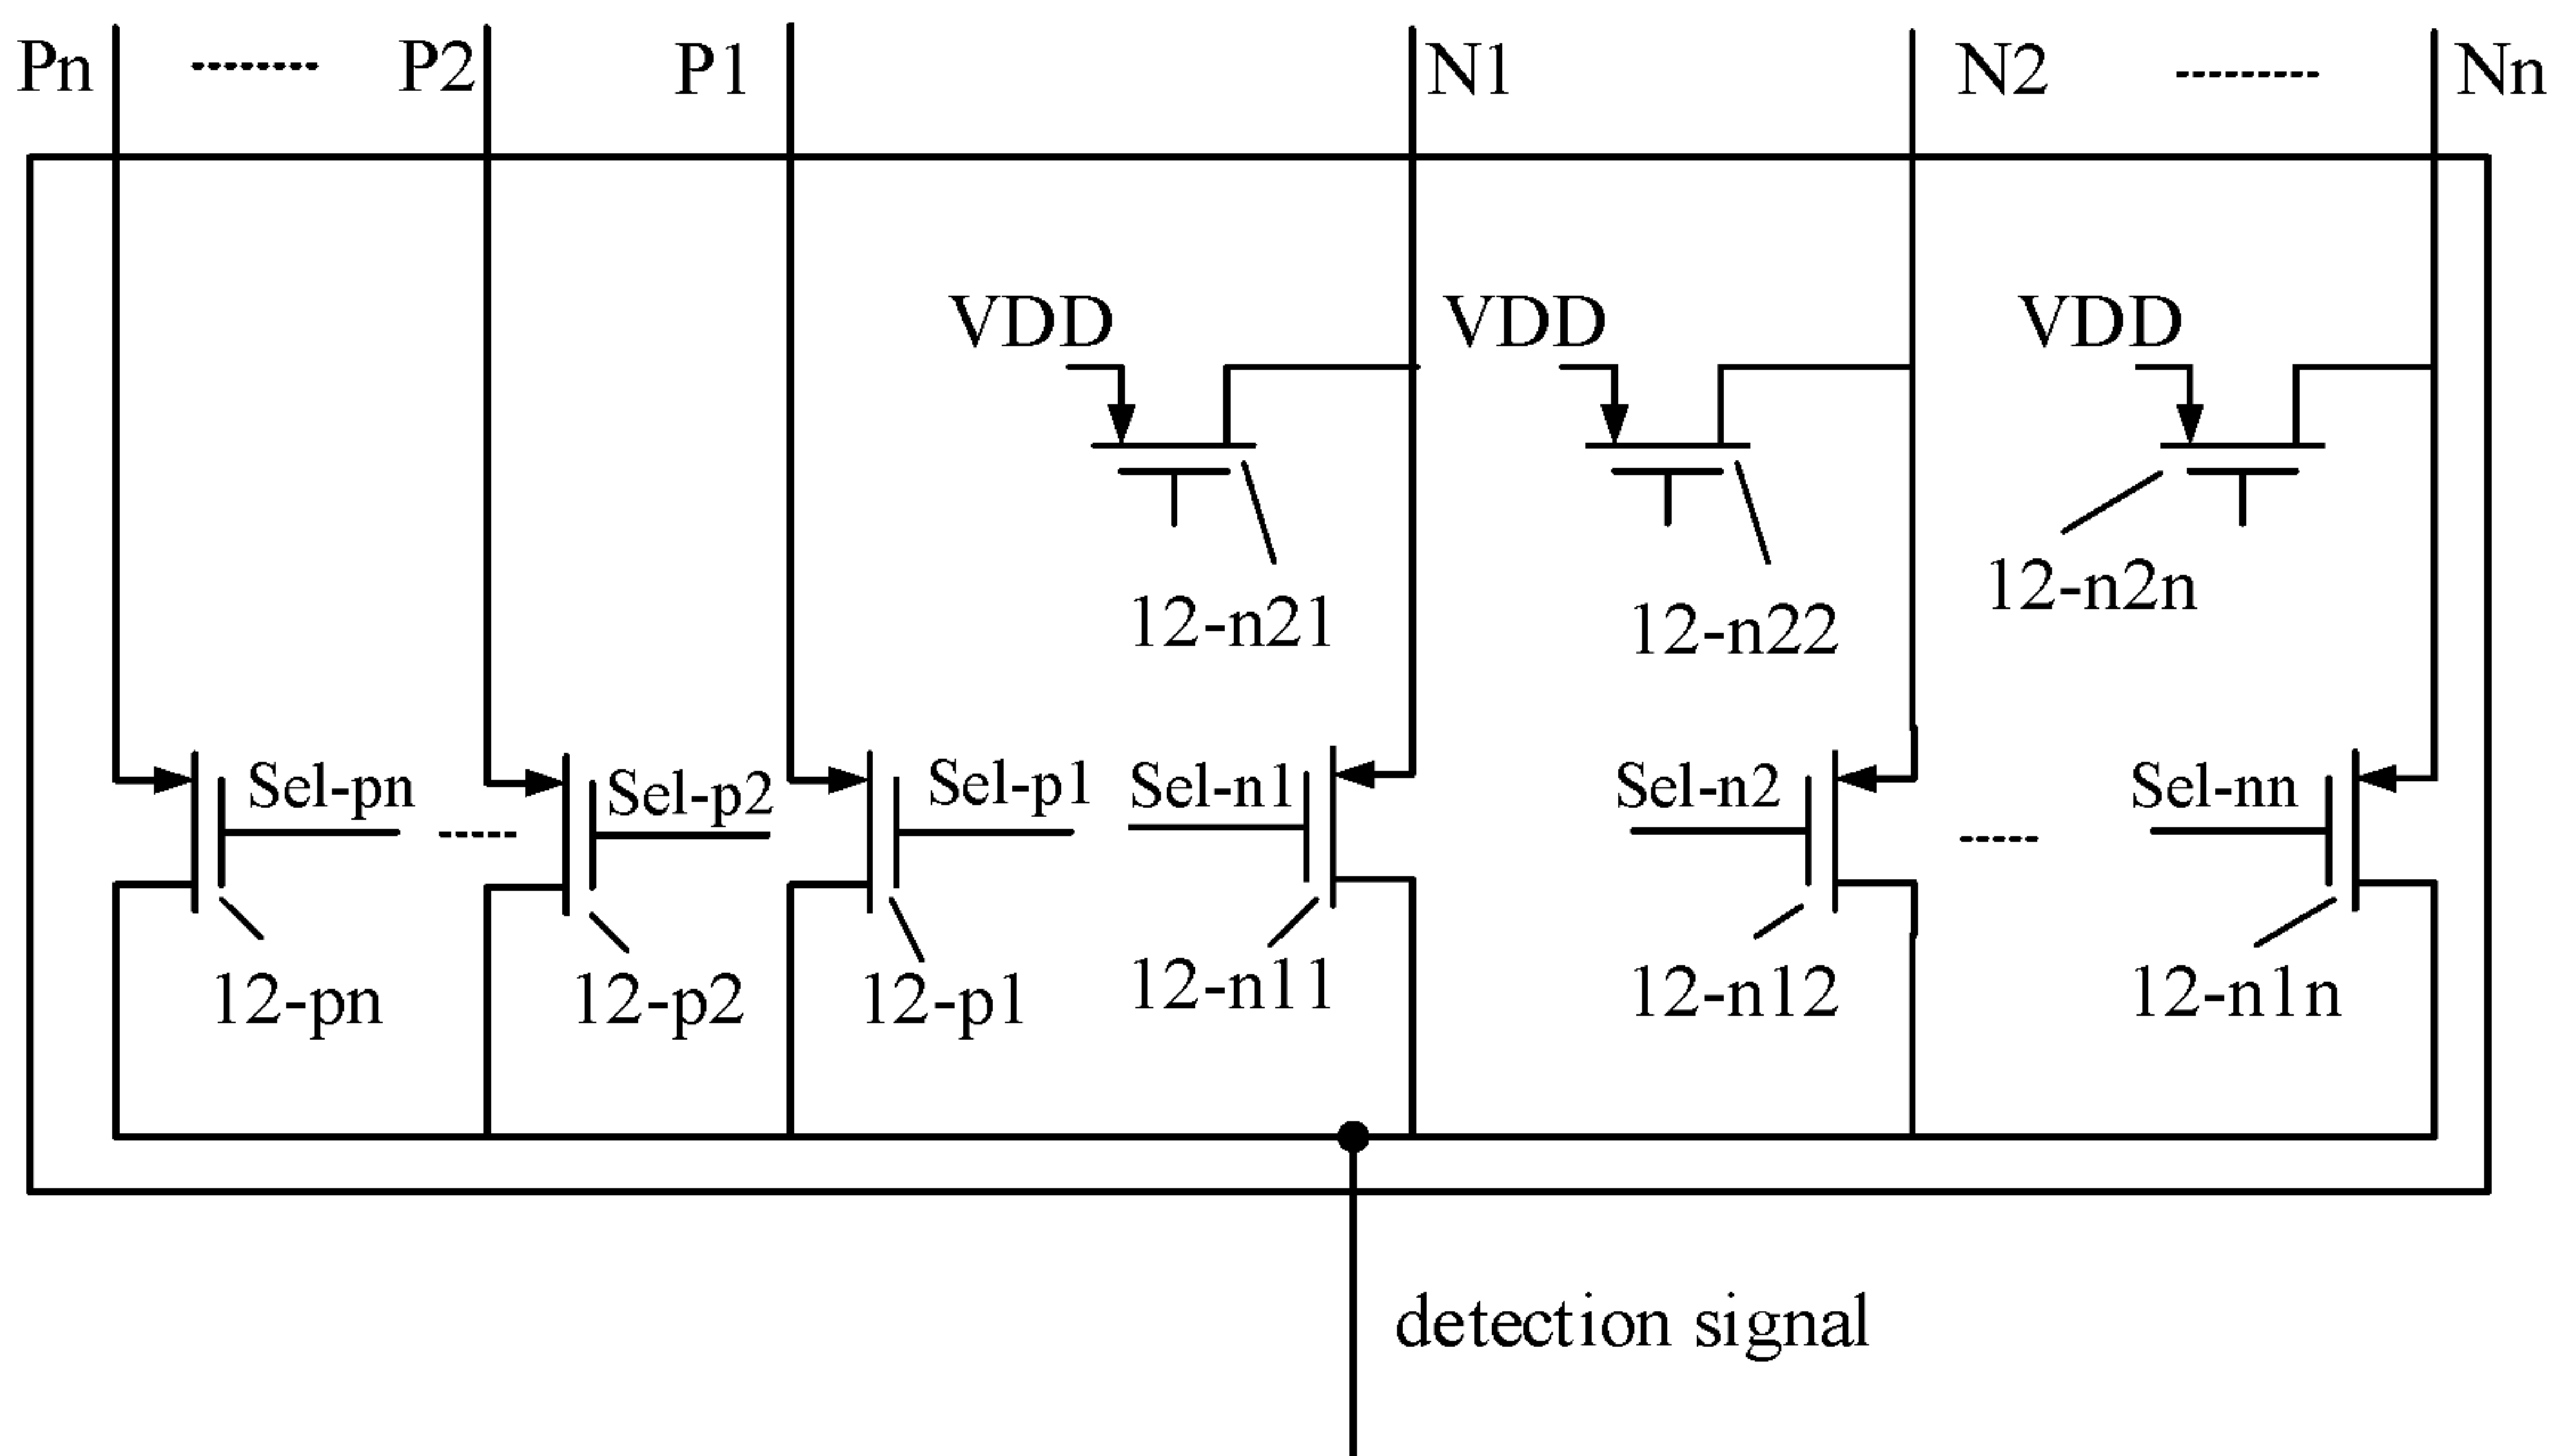 Pn P2 P1 N1 N2 Nn
VDD VDD VDD
12-n21 12-n22 12-n2n
Sel-pn Sel-p2 Sel-p1 Sel-n1 Sel-n2 Sel-nn
12-pn 12-p2 12-p1 12-n11 12-n12 12-n1n
detection signal